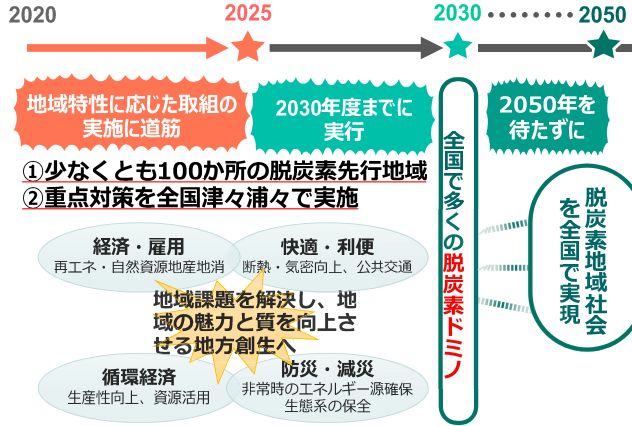 2020
2025
2030
2050
地域特性に応じた取組の
実施に道筋
2030年度までに
実行
2050年を
待たずに
①少なくとも100か所の脱炭素先行地域
②重点対策を全国津々浦々で実施
経済・雇用
再エネ・自然資源地産地消
快適・利便
断熱・気密向上、公共交通
地域課題を解決し、地
域の魅力と質を向上さ
せる地方創生へ
循環経済
生産性向上、資源活用
防災・減災
非常時のエネルギー源確保
生態系の保全
全国で多くの脱炭素ドミノ
脱炭素地域社会
を全国で実現